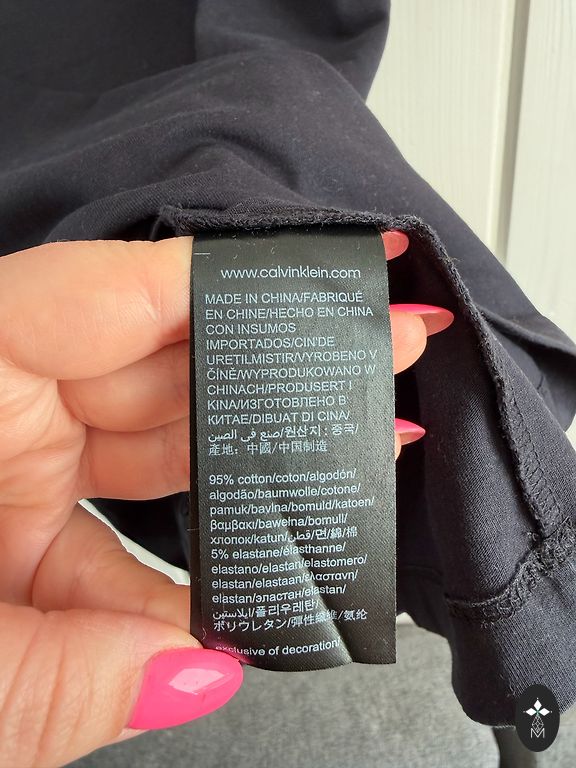 www.calvinklein.com
MADE IN CHINA/FABRIQUÉ
EN CHINE/HECHO EN CHINA
CON INSUMOS
IMPORTADOS/CIN'DE
URETILMISTIR/VYROBENO V
ČÍNĚ/WYPRODUKOWANO W
CHINACH/PRODUSERT I
KINA/ИЗГОТОВЛЕНО В
КИТАЕ/DIBUAT DI CINA/
صنع في الصين/원산지 : 중국/
產地: 中國/中国制造
95% cotton/coton/algodón/
algodão/baumwolle/cotone/
pamuk/bavlna/bomuld/katoen/
βαμβακι/bawełna/bomull/
хлопок/katun/قطن/면/綿/棉
5% elastane/élasthanne/
elastano/elastan/elastomero/
elastan/elastaan/ελαστανη/
elastan/эластан/elastan/
ايلاستين/폴리우레탄/
ポリウレタン/彈性纖維/氨纶
exclusive of decoration/
M